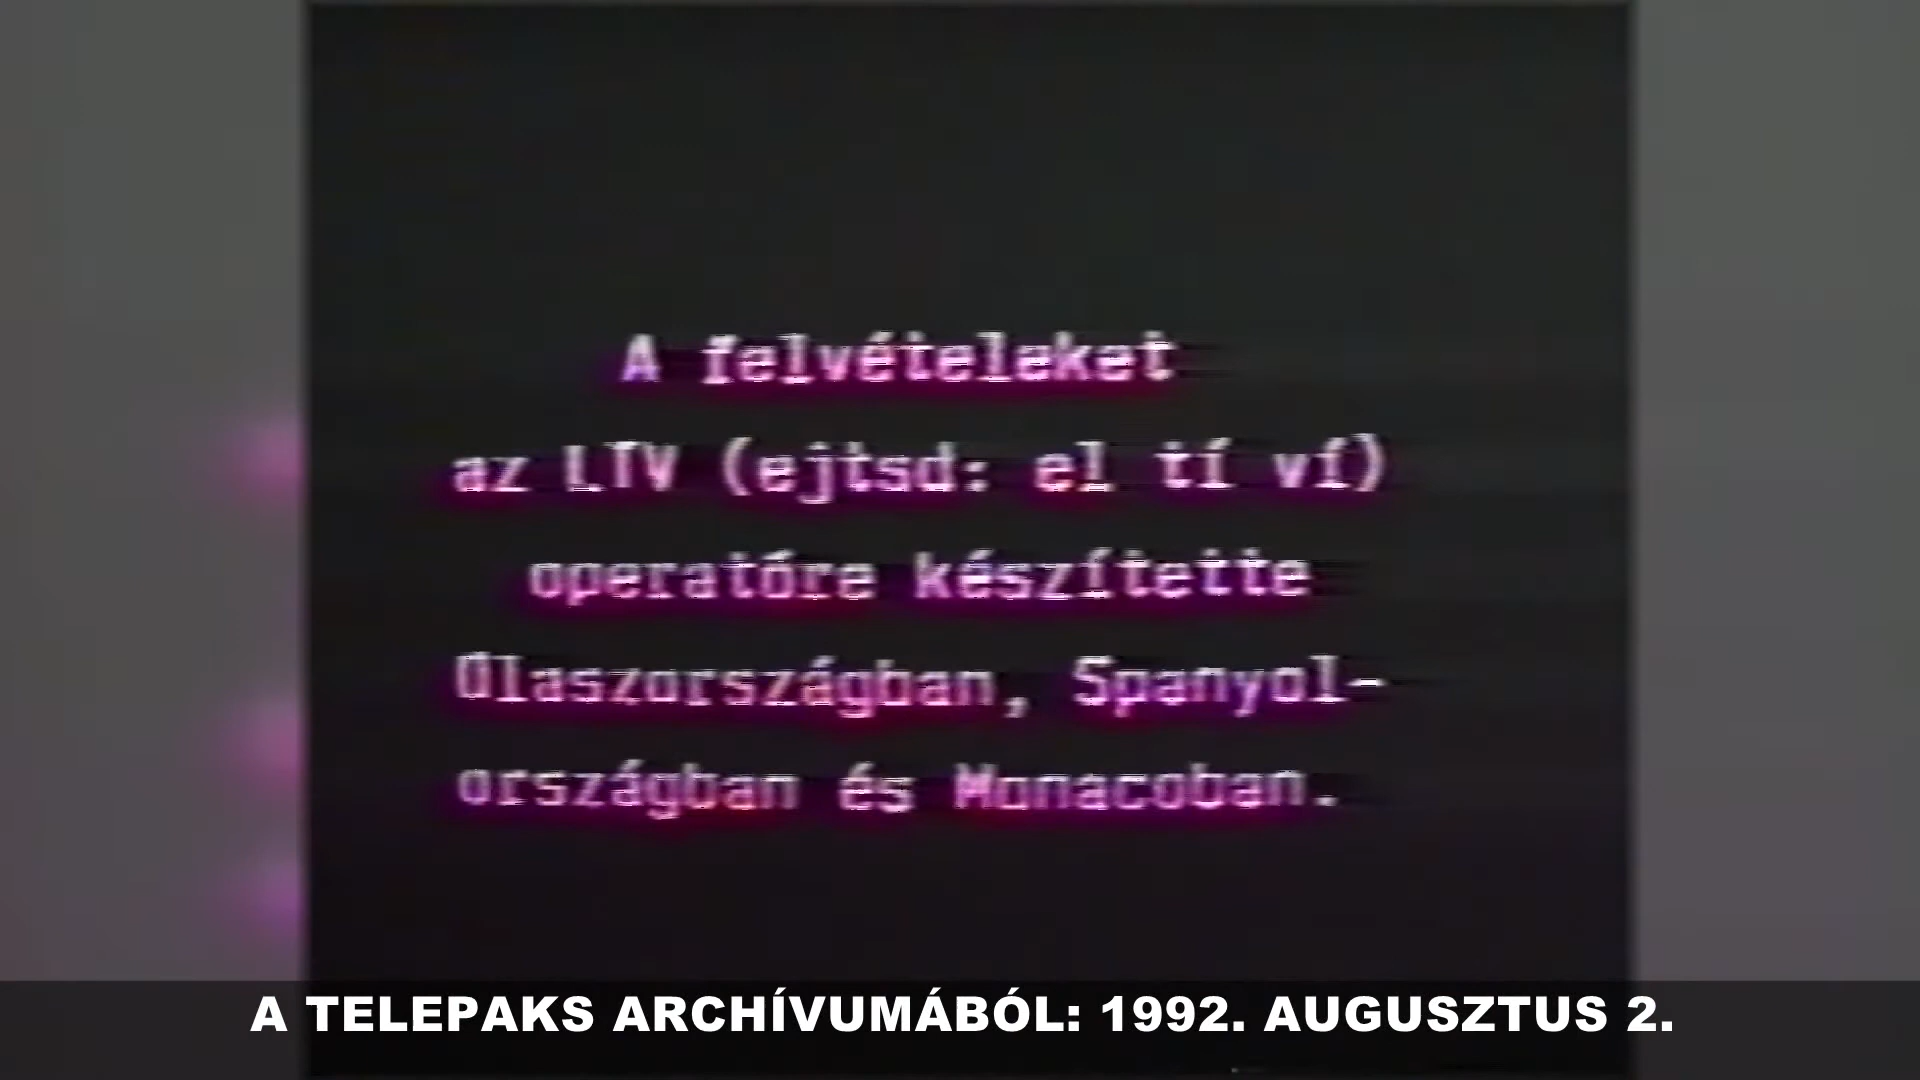 A felvételeket
az LTV (ejtsd: el tí ví)
operatőre készítette
Olaszországban, Spanyol-
országban és Monacoban.
A TELEPAKS ARCHÍVUMÁBÓL: 1992. AUGUSZTUS 2.